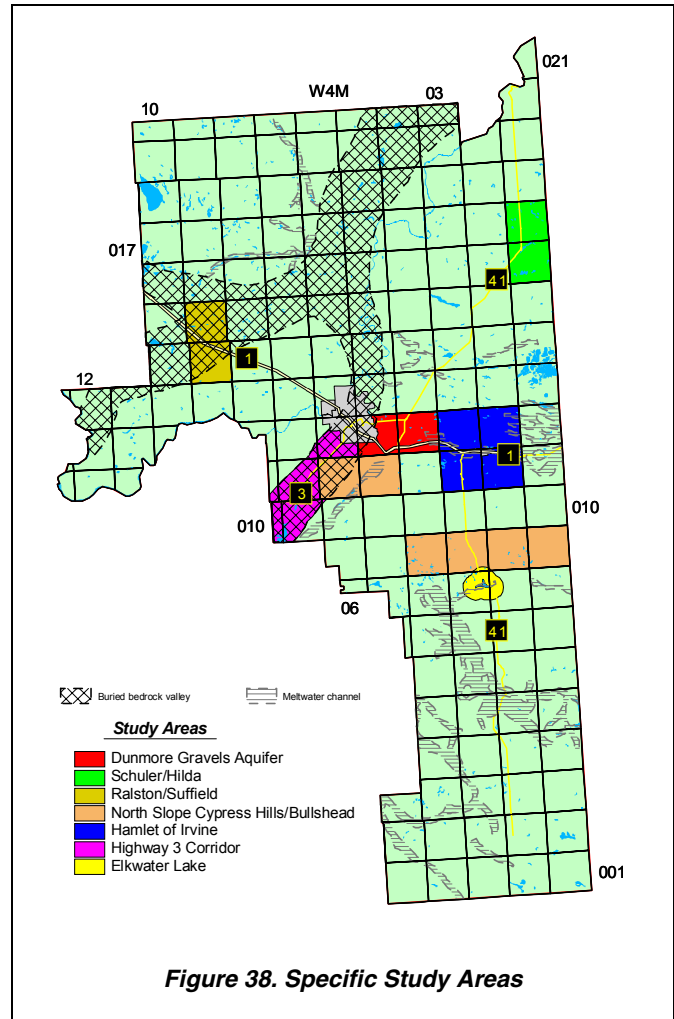 021
W4M
03
10
017
41
1
12
1
3
010
010
06
41
Buried bedrock valley
Meltwater channel
Study Areas
Dunmore Gravels Aquifer
Schuler/Hilda
Ralston/Suffield
North Slope Cypress Hills/Bullshead
Hamlet of Irvine
Highway 3 Corridor
Elkwater Lake
001
Figure 38. Specific Study Areas